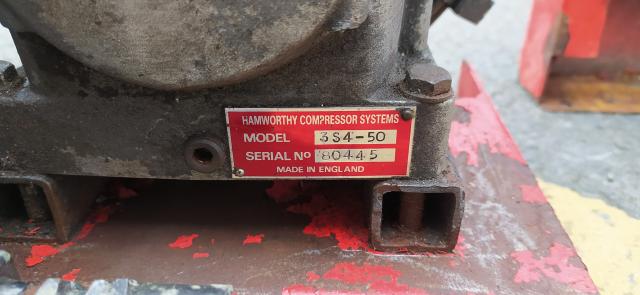 HAMWORTHY COMPRESSOR SYSTEMS
MODEL 3S4-50
SERIAL No 80445
MADE IN ENGLAND